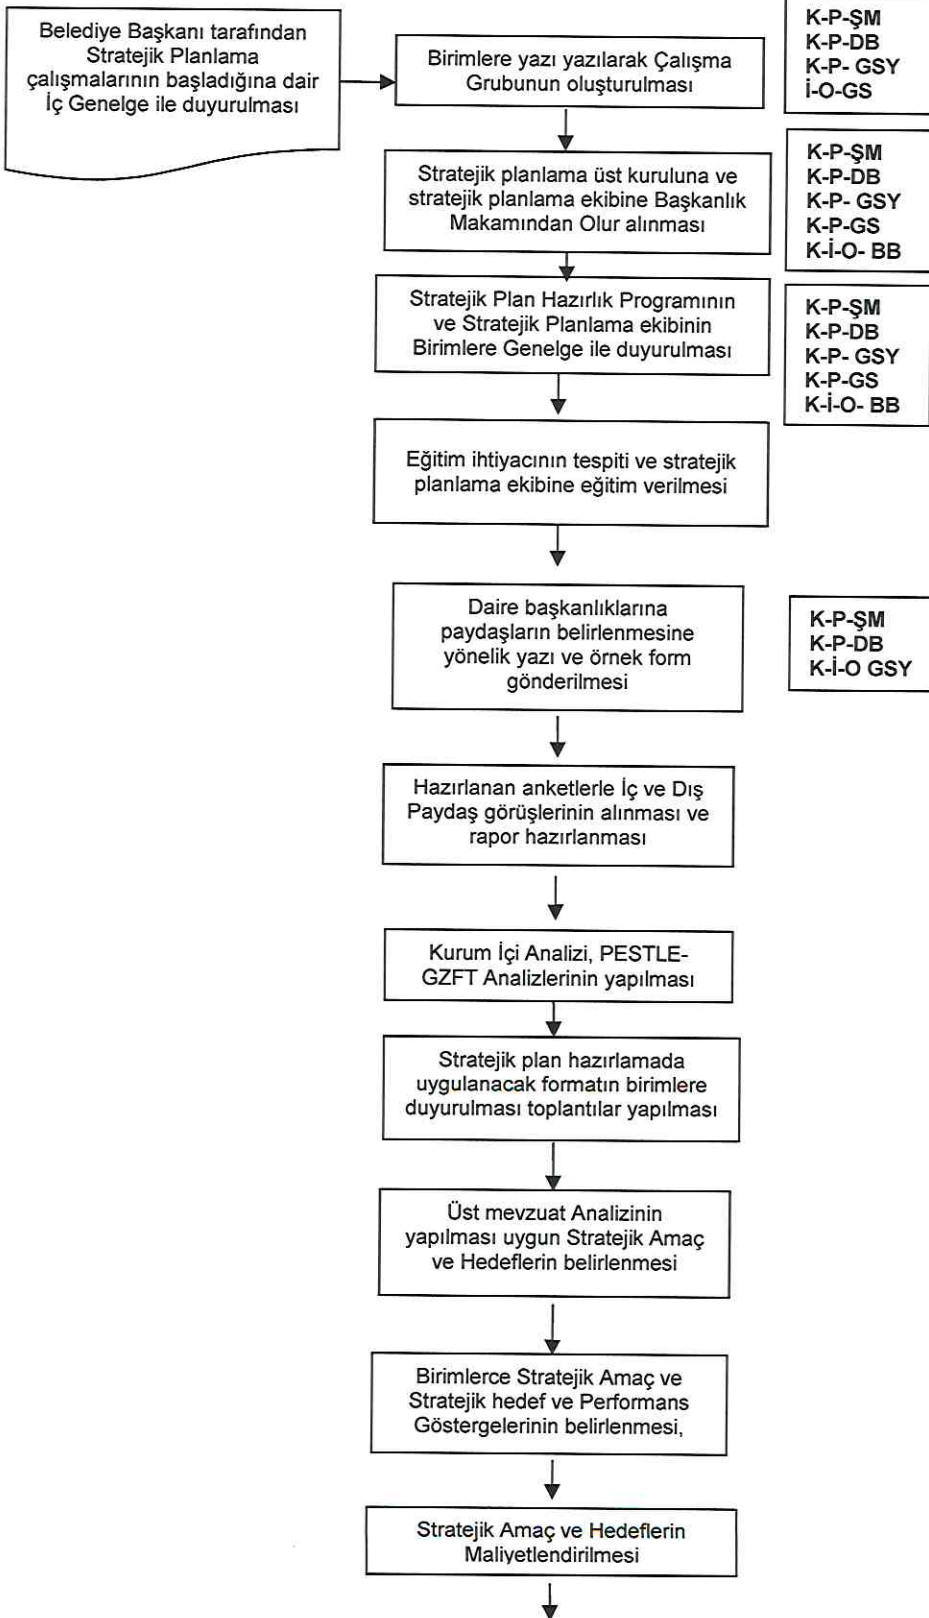 Belediye Başkanı tarafından
Stratejik Planlama
çalışmalarının başladığına dair
İç Genelge ile duyurulması
Birimlere yazı yazılarak Çalışma
Grubunun oluşturulması
K-P-ŞM
K-P-DB
K-P- GSY
İ-O-GS
Stratejik planlama üst kuruluna ve
stratejik planlama ekibine Başkanlık
Makamından Olur alınması
K-P-ŞM
K-P-DB
K-P- GSY
K-P-GS
K-İ-O- BB
Stratejik Plan Hazırlık Programının
ve Stratejik Planlama ekibinin
Birimlere Genelge ile duyurulması
K-P-ŞM
K-P-DB
K-P- GSY
K-P-GS
K-İ-O- BB
Eğitim ihtiyacının tespiti ve stratejik
planlama ekibine eğitim verilmesi
Daire başkanlıklarına
paydaşların belirlenmesine
yönelik yazı ve örnek form
gönderilmesi
K-P-ŞM
K-P-DB
K-İ-O GSY
Hazırlanan anketlerle İç ve Dış
Paydaş görüşlerinin alınması ve
rapor hazırlanması
Kurum İçi Analizi, PESTLE-
GZFT Analizlerinin yapılması
Stratejik plan hazırlamada
uygulanacak formatın birimlere
duyurulması toplantılar yapılması
Üst mevzuat Analizinin
yapılması uygun Stratejik Amaç
ve Hedeflerin belirlenmesi
Birimlerce Stratejik Amaç ve
Stratejik hedef ve Performans
Göstergelerinin belirlenmesi,
Stratejik Amaç ve Hedeflerin
Maliyetlendirilmesi